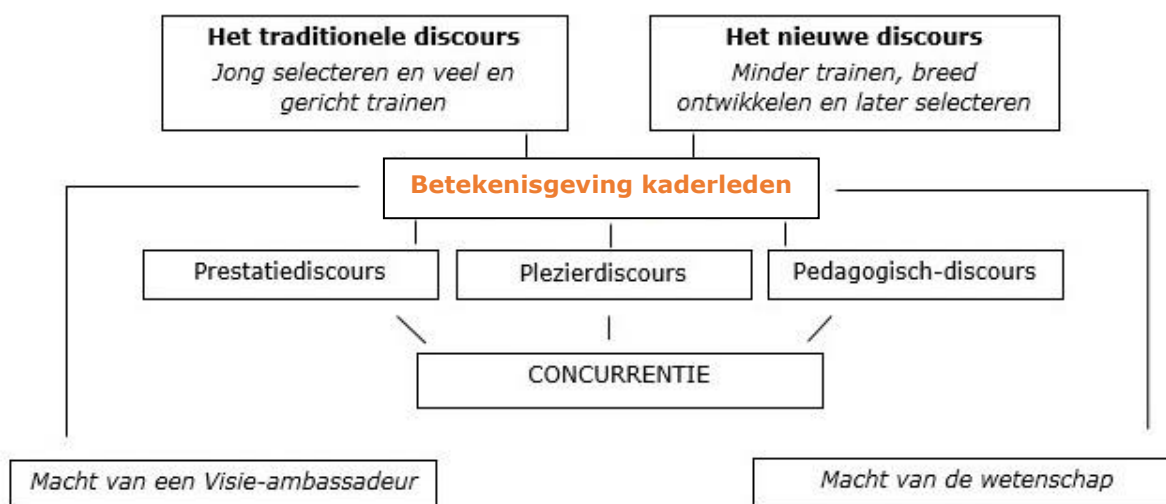 Het traditionele discours
Jong selecteren en veel en
gericht trainen
Het nieuwe discours
Minder trainen, breed
ontwikkelen en later selecteren
Betekenisgeving kaderleden
Prestatiediscours
Plezierdiscours
Pedagogisch-discours
CONCURRENTIE
Macht van een Visie-ambassadeur
Macht van de wetenschap